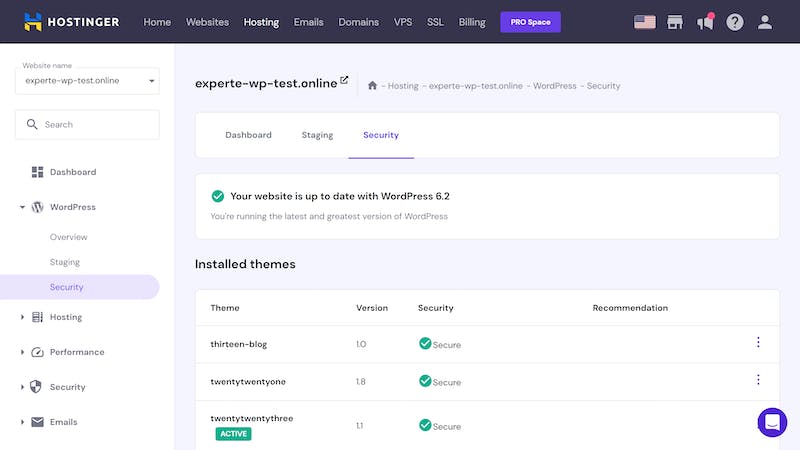 HOSTINGER
Home Websites Hosting Emails Domains VPS SSL Billing PRO Space
Website name
experte-wp-test.online
Search
Dashboard
WordPress
Overview
Staging
Security
Hosting
Performance
Security
Emails
experte-wp-test.online
- Hosting - experte-wp-test.online - WordPress - Security
Dashboard Staging Security
Your website is up to date with WordPress 6.2
You're running the latest and greatest version of WordPress
Installed themes
Theme Version Security Recommendation
thirteen-blog 1.0 Secure
twentytwentyone 1.8 Secure
twentytwentythree 1.1 Secure
ACTIVE